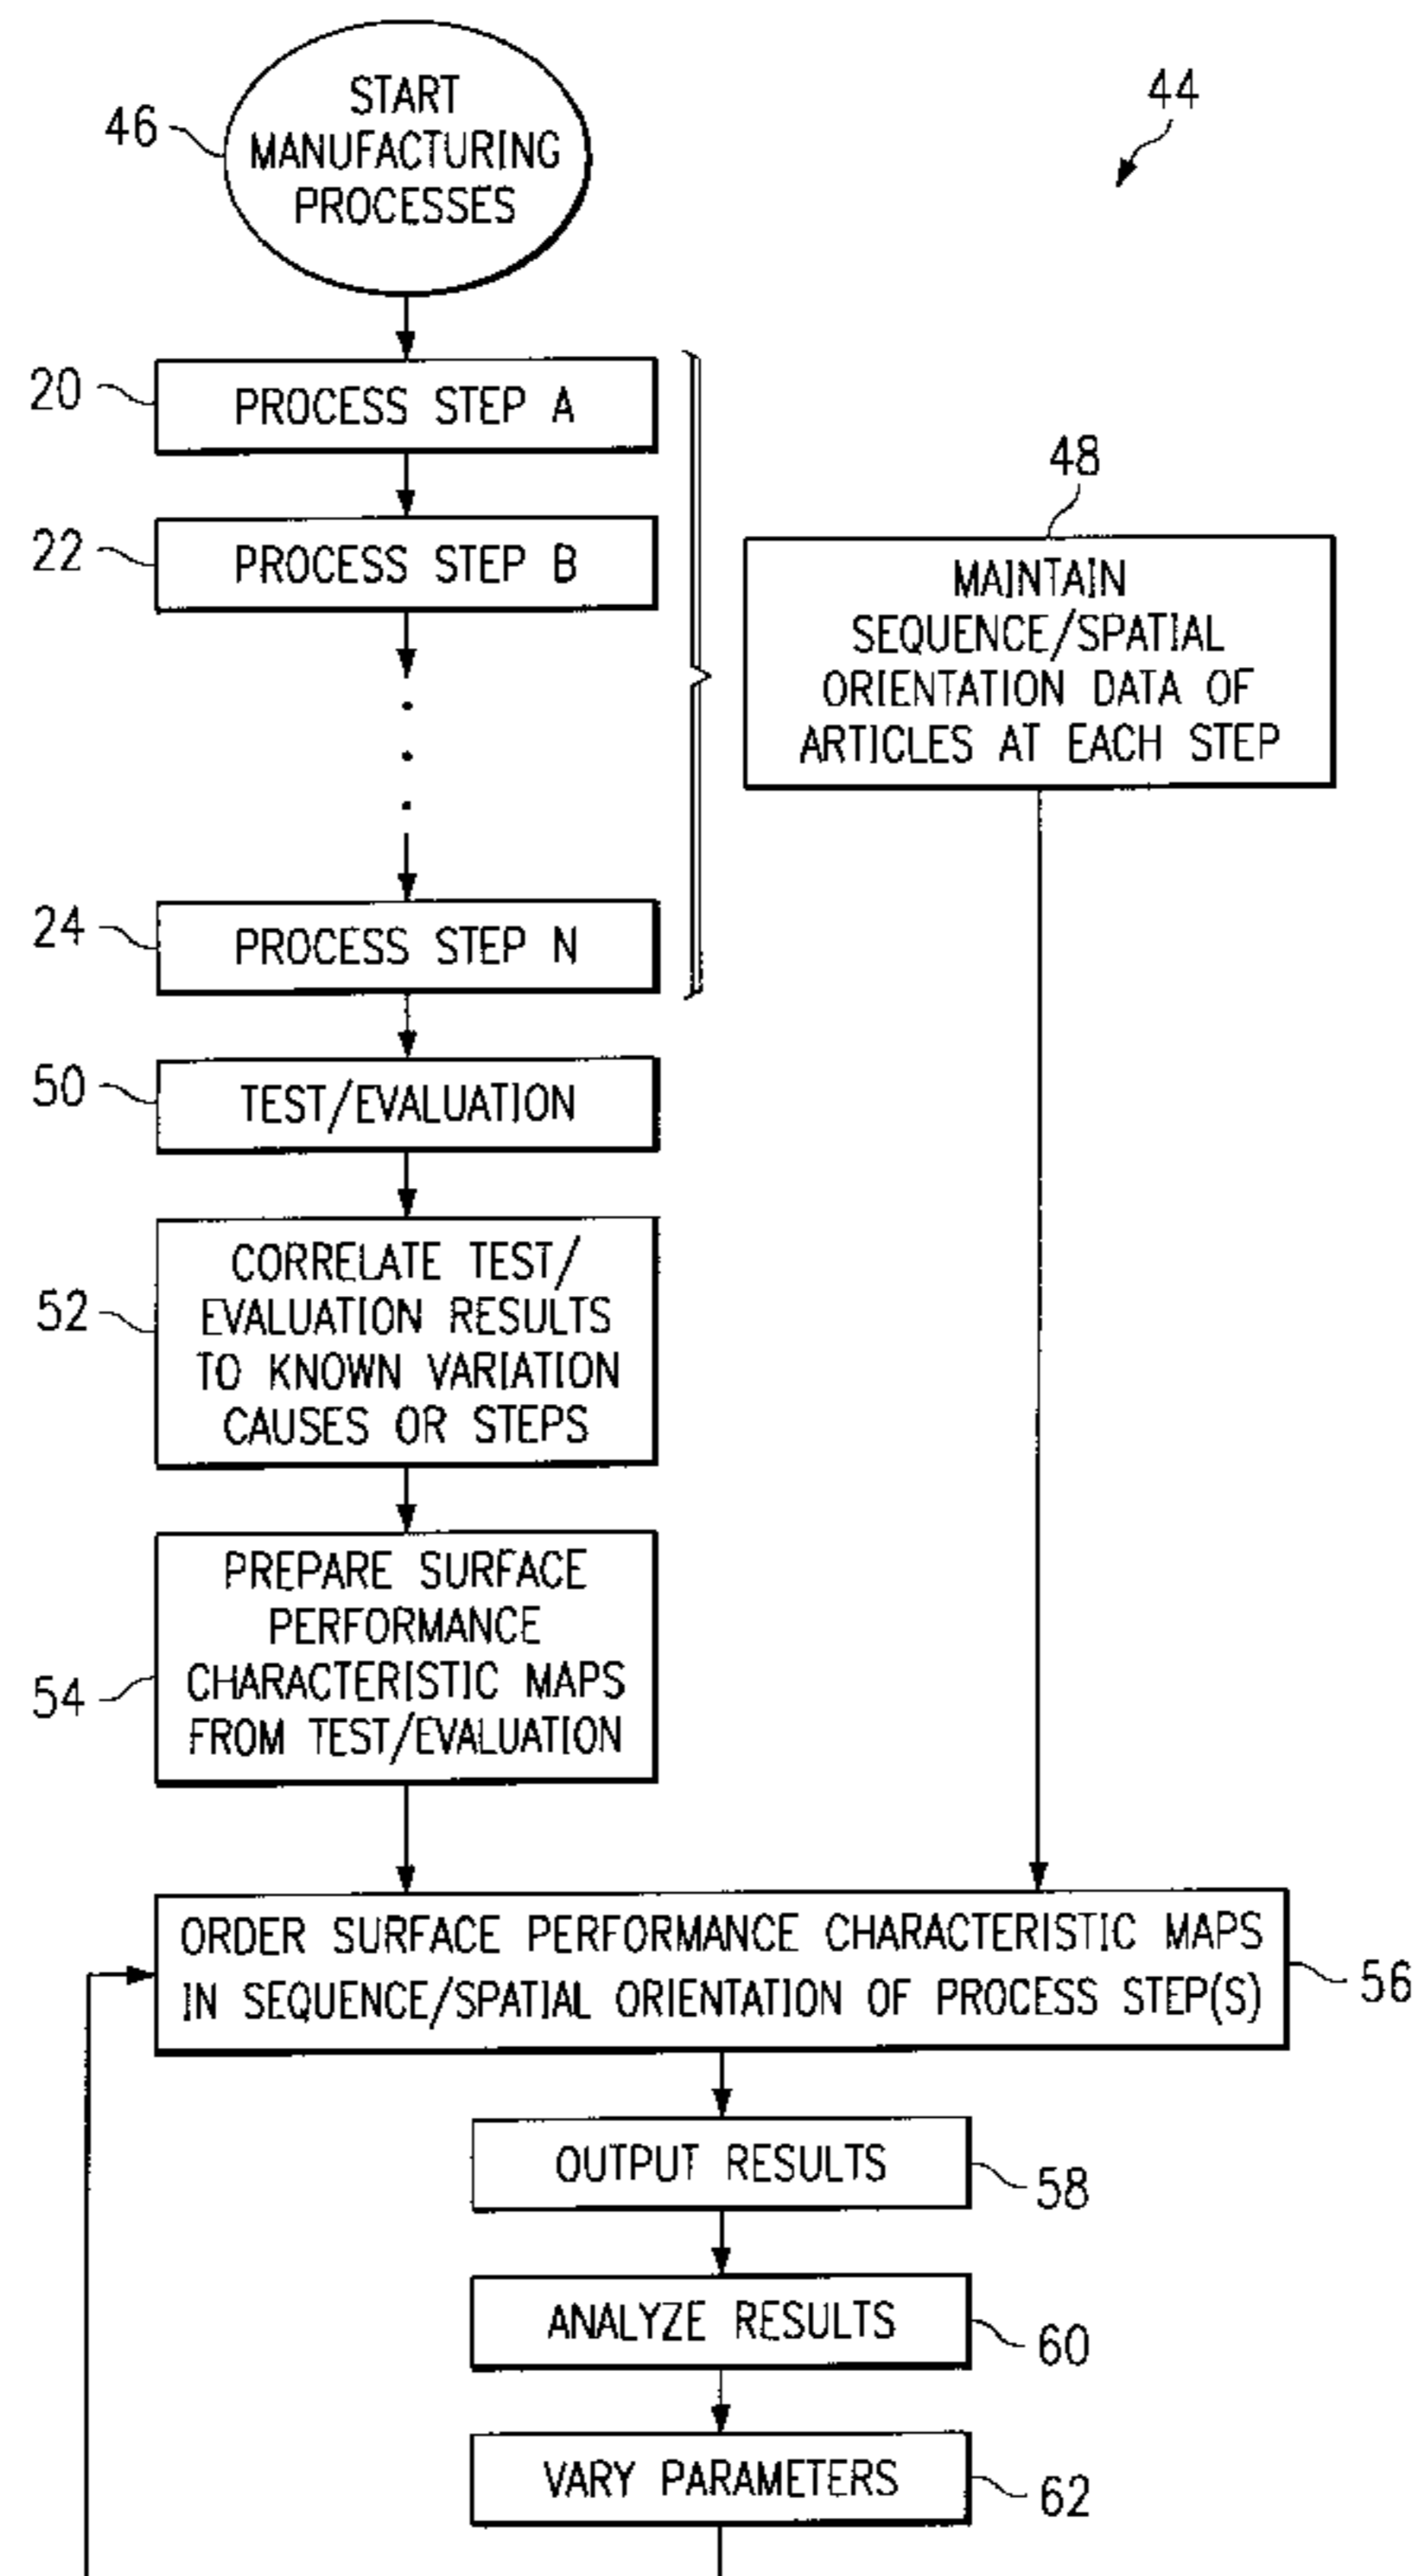 44
46
START
MANUFACTURING
PROCESSES
20
PROCESS STEP A
22
PROCESS STEP B
48
MAINTAIN
SEQUENCE/SPATIAL
ORIENTATION DATA OF
ARTICLES AT EACH STEP
24
PROCESS STEP N
50
TEST/EVALUATION
52
CORRELATE TEST/
EVALUATION RESULTS
TO KNOWN VARIATION
CAUSES OR STEPS
54
PREPARE SURFACE
PERFORMANCE
CHARACTERISTIC MAPS
FROM TEST/EVALUATION
ORDER SURFACE PERFORMANCE CHARACTERISTIC MAPS
IN SEQUENCE/SPATIAL ORIENTATION OF PROCESS STEP(S)
56
OUTPUT RESULTS
58
ANALYZE RESULTS
60
VARY PARAMETERS
62